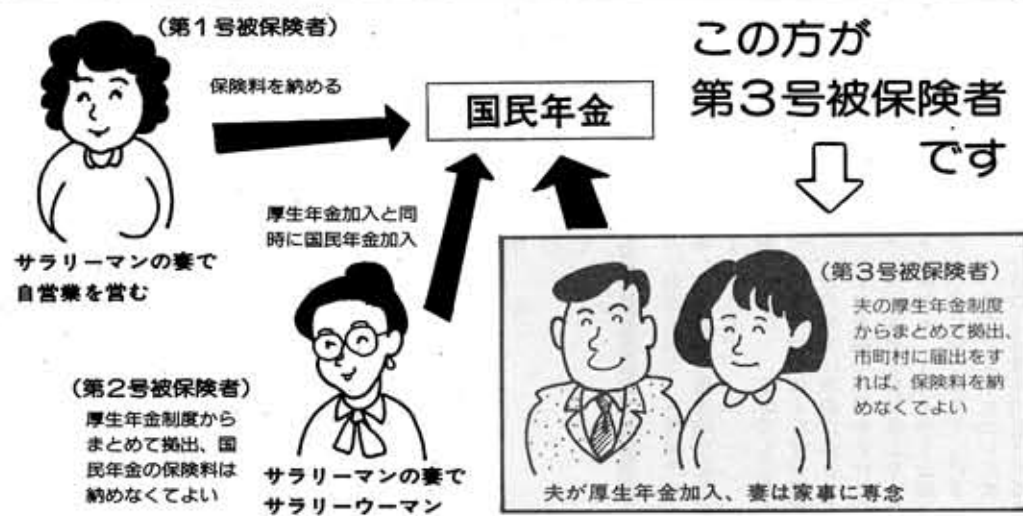 (第1号被保険者)
保険料を納める
サラリーマンの妻で
自営業を営む
国民年金
この方が
第3号被保険者
です
厚生年金加入と同
時に国民年金加入
(第2号被保険者)
厚生年金制度から
まとめて拠出、国
民年金の保険料は
納めなくてよい
サラリーマンの妻で
サラリーウーマン
(第3号被保険者)
夫の厚生年金制度
からまとめて拠出、
市町村に届出をす
れば、保険料を納
めなくてよい
夫が厚生年金加入、妻は家事に専念